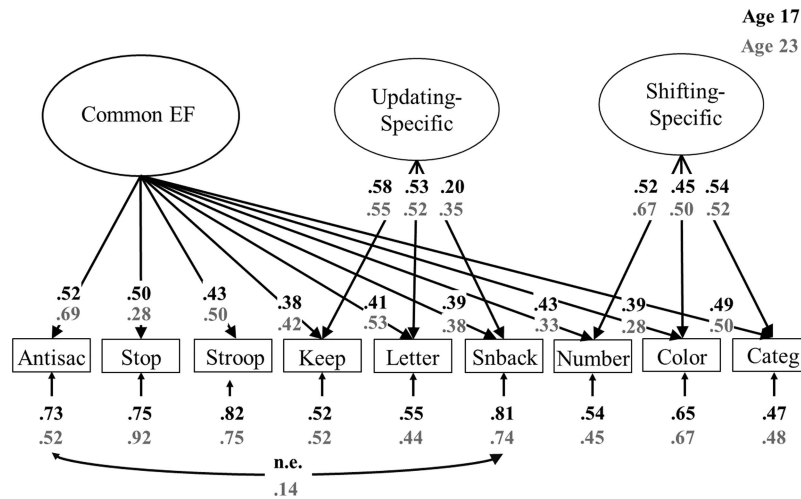 Age 17
Age 23
Common EF
Updating-
Specific
Shifting-
Specific
.58 .53 .20
.55 .52 .35
.52 .45 .54
.67 .50 .52
.52 .50 .43 .38 .41 .39 .43 .39 .49
.69 .28 .50 .42 .53 .38 .33 .28 .50
Antisac Stop Stroop Keep Letter Snback Number Color Categ
.73 .75 .82 .52 .55 .81 .54 .65 .47
.52 .92 .75 .52 .44 .74 .45 .67 .48
n.e.
.14